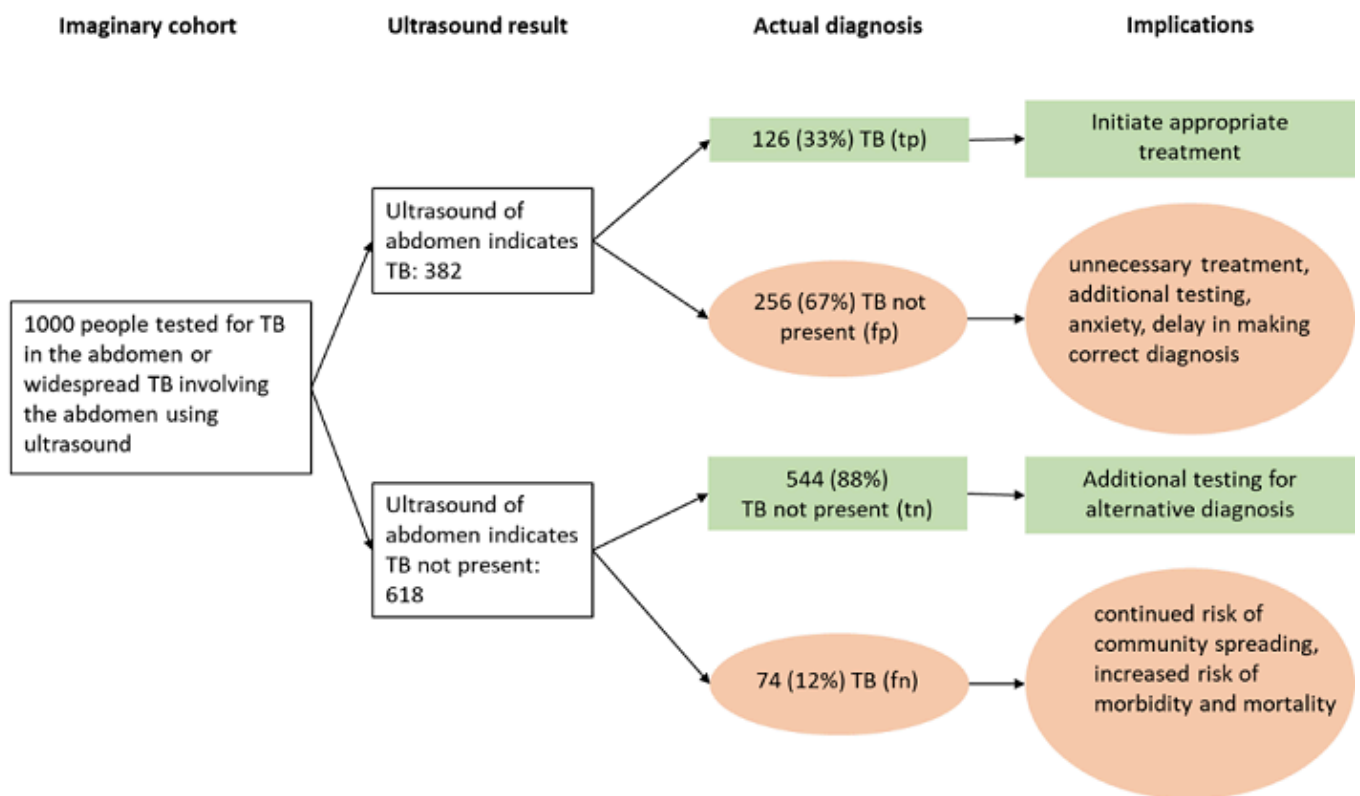 Imaginary cohort
Ultrasound result
Actual diagnosis
Implications
1000 people tested for TB
in the abdomen or
widespread TB involving
the abdomen using
ultrasound
Ultrasound of
abdomen indicates
TB: 382
126 (33%) TB (tp)
Initiate appropriate
treatment
256 (67%) TB not
present (fp)
unnecessary treatment,
additional testing,
anxiety, delay in making
correct diagnosis
Ultrasound of
abdomen indicates
TB not present:
618
544 (88%)
TB not present (tn)
Additional testing for
alternative diagnosis
74 (12%) TB (fn)
continued risk of
community spreading,
increased risk of
morbidity and mortality